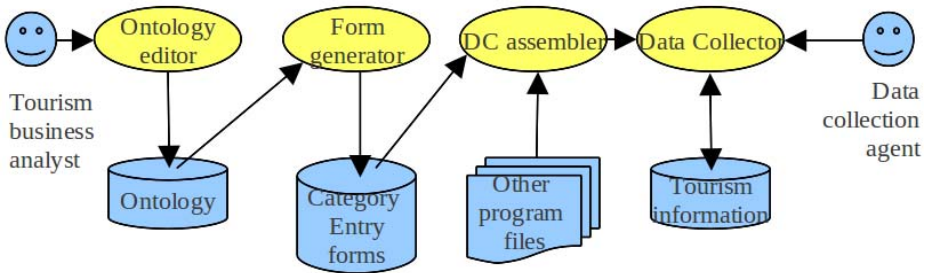 Ontology
editor
Form
generator
DC assembler
Data Collector
Tourism
business
analyst
Data
collection
agent
Ontology
Category
Entry
forms
Other
program
files
Tourism
information